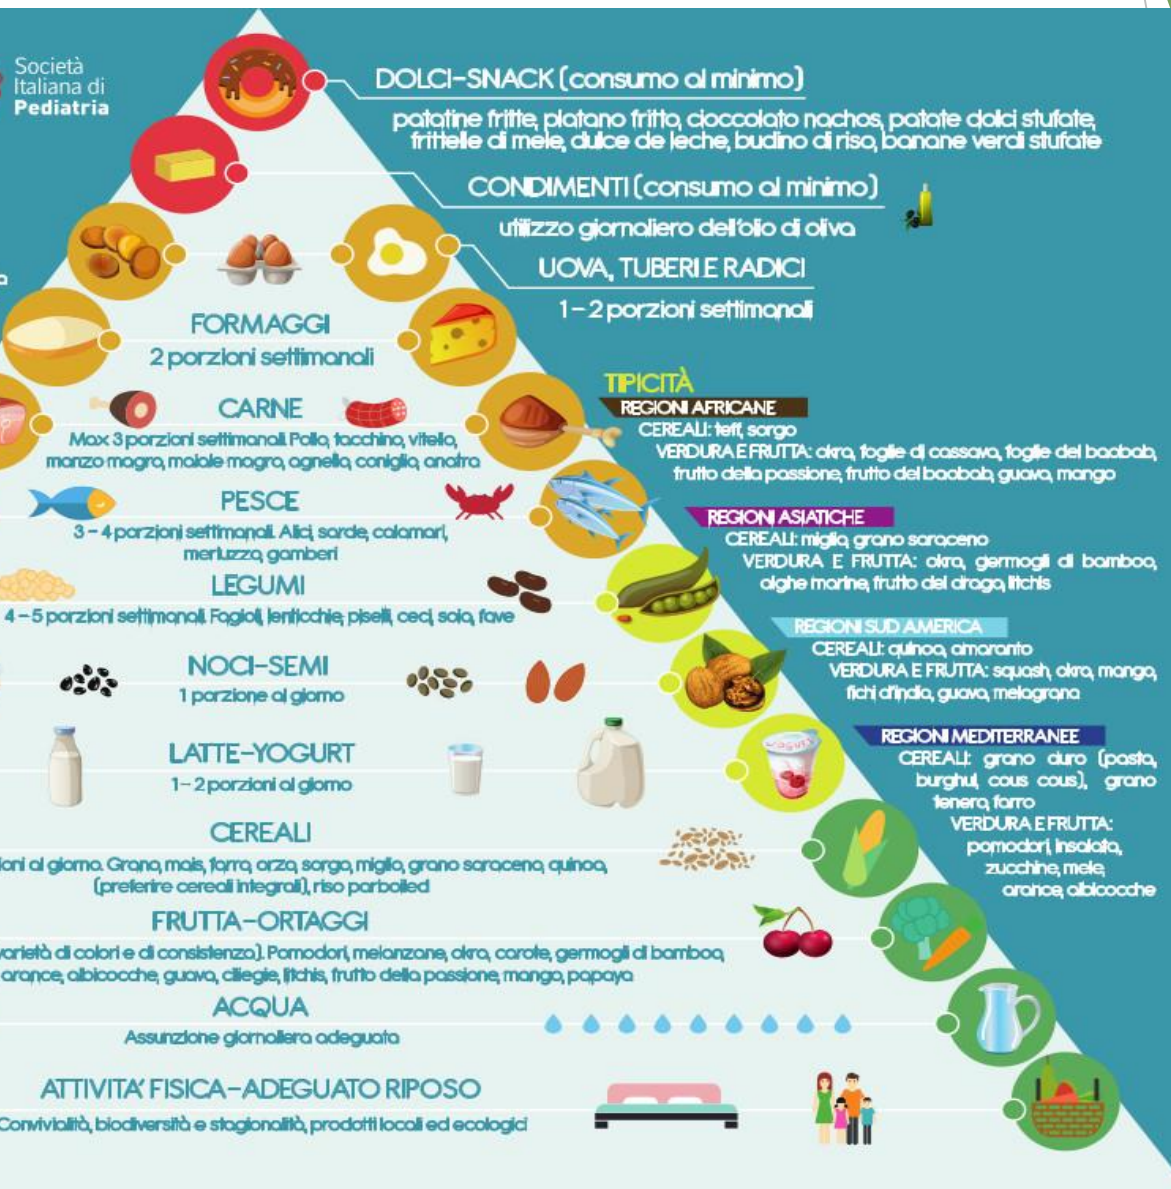 Società
Italiana di
Pediatria
DOLCI-SNACK (consumo al minimo)
patatine fritte, platano fritto, cioccolato nachos, patate dolci stufate,
frittelle di mele, dulce de leche, budino di riso, banane verdi stufate
CONDIMENTI (consumo al minimo)
utilizzo giornaliero dell'olio di oliva
UOVA, TUBERI E RADICI
1-2 porzioni settimanali
FORMAGGI
2 porzioni settimanali
CARNE
Max 3 porzioni settimanali. Pollo, tacchino, vitello,
manzo magro, maiale magro, agnello, coniglio, anatra
PESCE
3-4 porzioni settimanali. Alici, sarde, calamari,
merluzzo, gamberi
LEGUMI
4-5 porzioni settimanali. Fagioli, lenticchie, piselli, ceci, soia, fave
NOCI-SEMI
1 porzione al giorno
LATTE-YOGURT
1-2 porzioni al giorno
YOGURT
CEREALI
al giorno. Grano, mais, farro, orzo, sorgo, miglio, grano saraceno, quinoa,
(preferire cereali integrali), riso parboiled
FRUTTA-ORTAGGI
varietà di colori e di consistenza). Pomodori, melanzane, okra, carote, germogli di bamboo,
arance, albicocche, guava, ciliegie, litchis, frutto della passione, mango, papaya
ACQUA
Assunzione giornaliera adeguata
ATTIVITA' FISICA-ADEGUATO RIPOSO
Convivialità, biodiversità e stagionalità, prodotti locali ed ecologici
TIPICITÀ
REGIONI AFRICANE
CEREALI: teff, sorgo
VERDURA E FRUTTA: okra, foglie di cassava, foglie del baobab,
frutto della passione, frutto del baobab, guava, mango
REGIONI ASIATICHE
CEREALI: miglio, grano saraceno
VERDURA E FRUTTA: okra, germogli di bamboo,
alghe marine, frutto del drago, litchis
REGIONI SUD AMERICA
CEREALI: quinoa, amaranto
VERDURA E FRUTTA: squash, okra, mango,
fichi d'india, guava, melagrana
REGIONI MEDITERRANEE
CEREALI: grano duro (pasta,
burghul, cous cous), grano
tenero, farro
VERDURA E FRUTTA:
pomodori, insalata,
zucchine, mele,
arance, albicocche